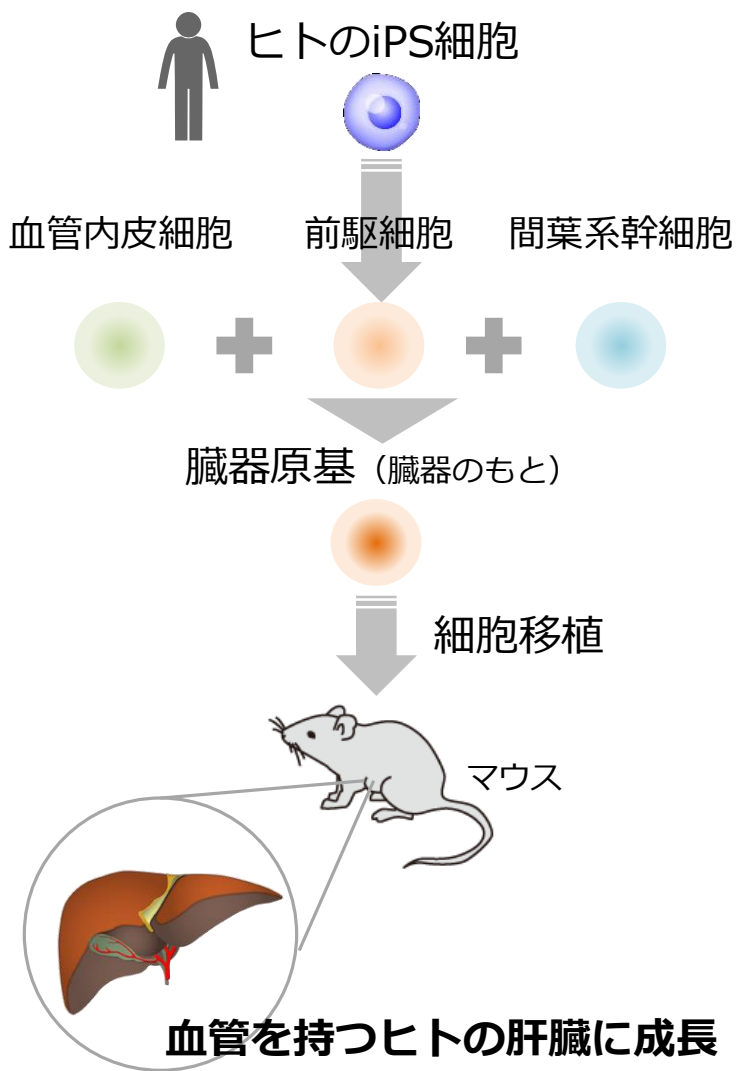 ヒトのiPS細胞
血管内皮細胞
前駆細胞
間葉系幹細胞
臓器原基（臓器のもと）
細胞移植
マウス
血管を持つヒトの肝臓に成長